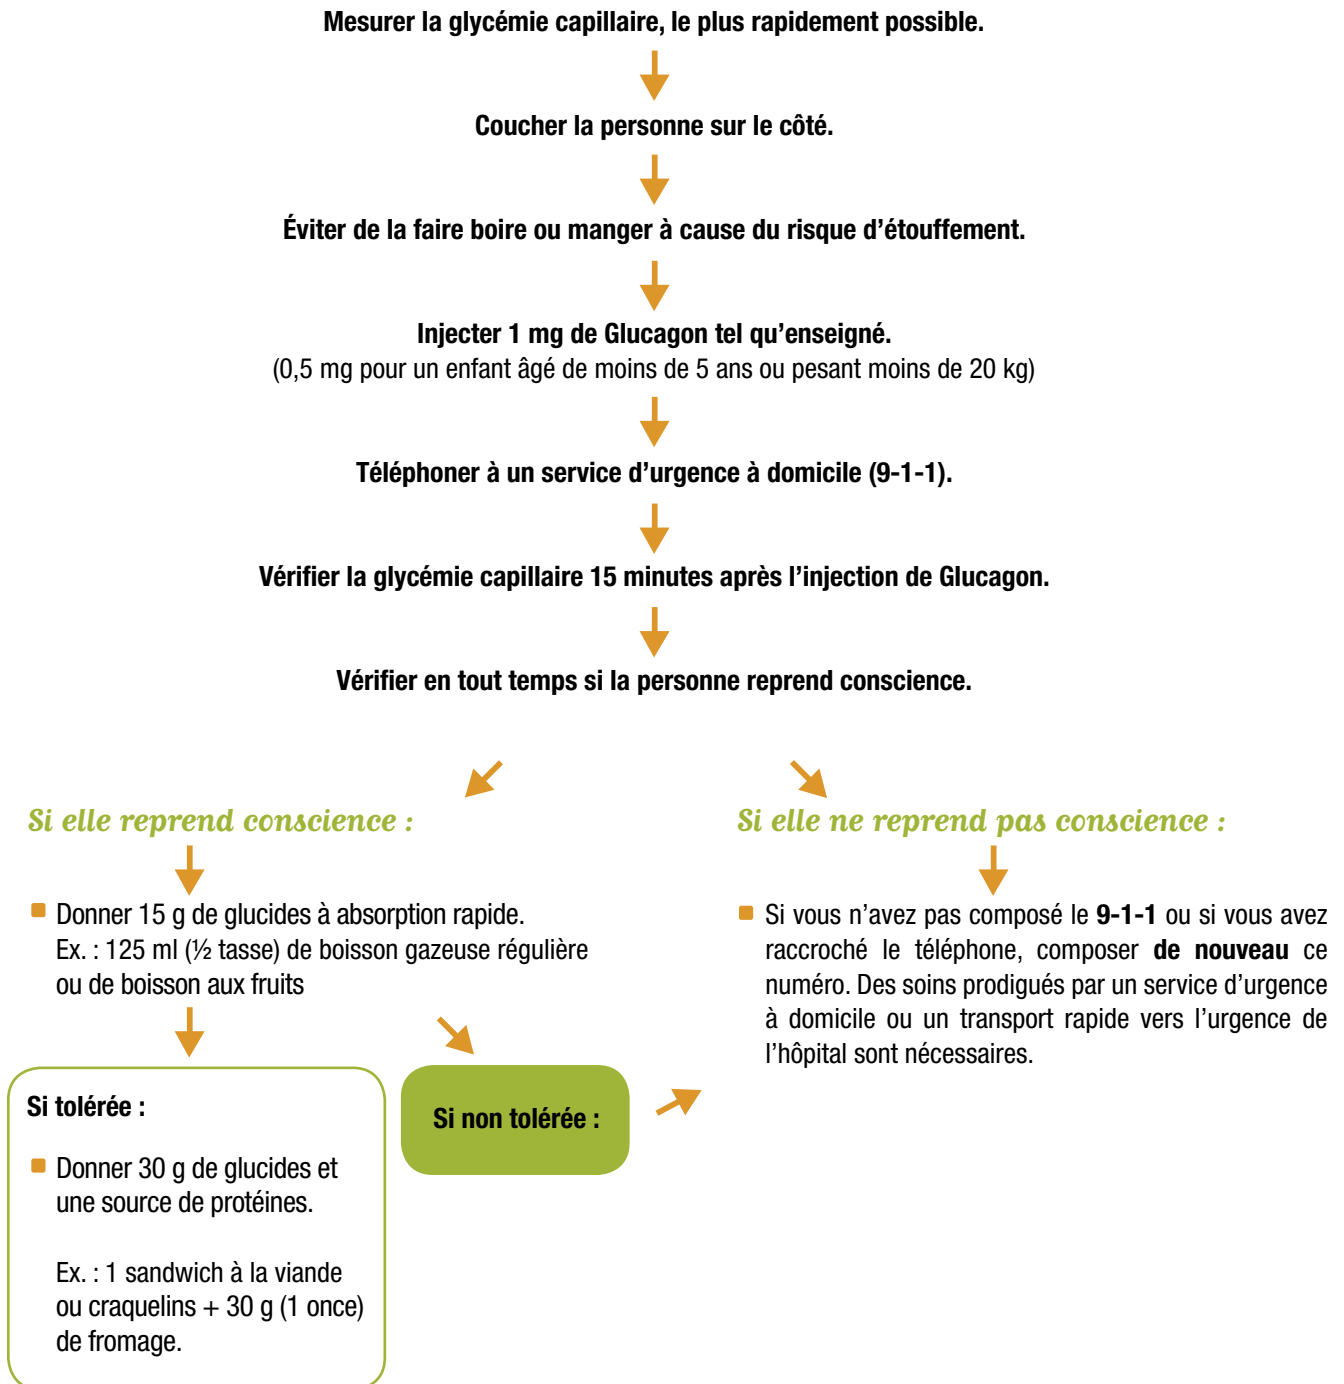 Mesurer la glycémie capillaire, le plus rapidement possible.
Coucher la personne sur le côté.
Éviter de la faire boire ou manger à cause du risque d’étouffement.
Injecter 1 mg de Glucagon tel qu’enseigné.
(0,5 mg pour un enfant âgé de moins de 5 ans ou pesant moins de 20 kg)
Téléphoner à un service d’urgence à domicile (9-1-1).
Vérifier la glycémie capillaire 15 minutes après l’injection de Glucagon.
Vérifier en tout temps si la personne reprend conscience.
Si elle reprend conscience :
Donner 15 g de glucides à absorption rapide.
Ex. : 125 ml (½ tasse) de boisson gazeuse régulière
ou de boisson aux fruits
Si tolérée :
Donner 30 g de glucides et
une source de protéines.
Ex. : 1 sandwich à la viande
ou craquelins + 30 g (1 once)
de fromage.
Si non tolérée :
Si elle ne reprend pas conscience :
Si vous n’avez pas composé le 9-1-1 ou si vous avez
raccroché le téléphone, composer de nouveau ce
numéro. Des soins prodigués par un service d’urgence
à domicile ou un transport rapide vers l’urgence de
l’hôpital sont nécessaires.